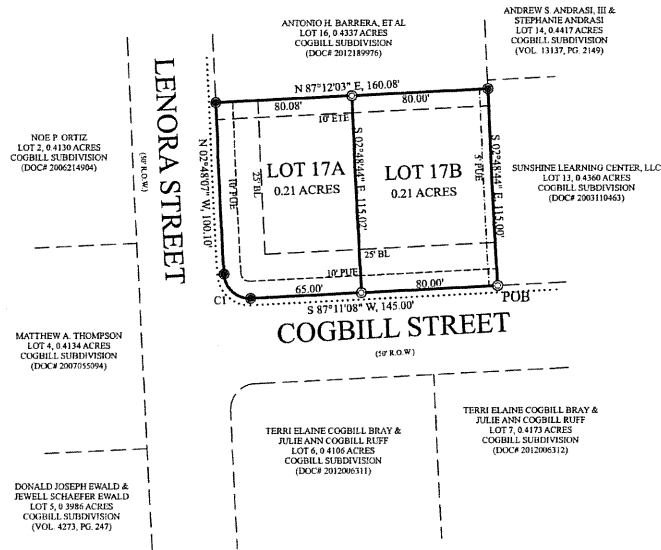 ANDREW S. ANDRASI, III &
STEPHANIE ANDRASI
LOT 14, 0.4417 ACRES
COGBILL SUBDIVISION
(VOL. 13137, PG. 2149)
ANTONIO H. BARRERA, ET AL
LOT 16, 0.4337 ACRES
COGBILL SUBDIVISION
(DOC# 2012189976)
LENORA STREET
(50' R.O.W.)
N 87°12'03" E, 160.08'
80.08'
80.00'
10' ETE
NOE P. ORTIZ
LOT 2, 0.4130 ACRES
COGBILL SUBDIVISION
(DOC# 2006214904)
N 02°48'07" W, 100.10'
10' PUE
25' BL
LOT 17A
0.21 ACRES
S 02°48'44" E, 115.02'
LOT 17B
0.21 ACRES
5' PUE
S 02°48'44" E, 115.00'
SUNSHINE LEARNING CENTER, LLC
LOT 13, 0.4360 ACRES
COGBILL SUBDIVISION
(DOC# 2003110463)
25' BL
10' PUE
65.00'
80.00'
C1
POB
S 87°11'08" W, 145.00'
COGBILL STREET
(50' R.O.W.)
MATTHEW A. THOMPSON
LOT 4, 0.4134 ACRES
COGBILL SUBDIVISION
(DOC# 2007055094)
TERRI ELAINE COGBILL BRAY &
JULIE ANN COGBILL RUFF
LOT 6, 0.4106 ACRES
COGBILL SUBDIVISION
(DOC# 2012006311)
TERRI ELAINE COGBILL BRAY &
JULIE ANN COGBILL RUFF
LOT 7, 0.4173 ACRES
COGBILL SUBDIVISION
(DOC# 2012006312)
DONALD JOSEPH EWALD &
JEWELL SCHAEFER EWALD
LOT 5, 0.3986 ACRES
COGBILL SUBDIVISION
(VOL. 4273, PG. 247)